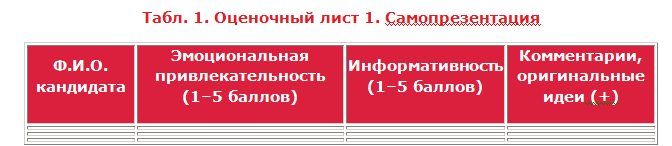 Табл. 1. Оценочный лист 1. Самопрезентация
Ф.И.О.
кандидата
Эмоциональная
привлекательность
(1–5 баллов)
Информативность
(1–5 баллов)
Комментарии,
оригинальные
идеи (+)